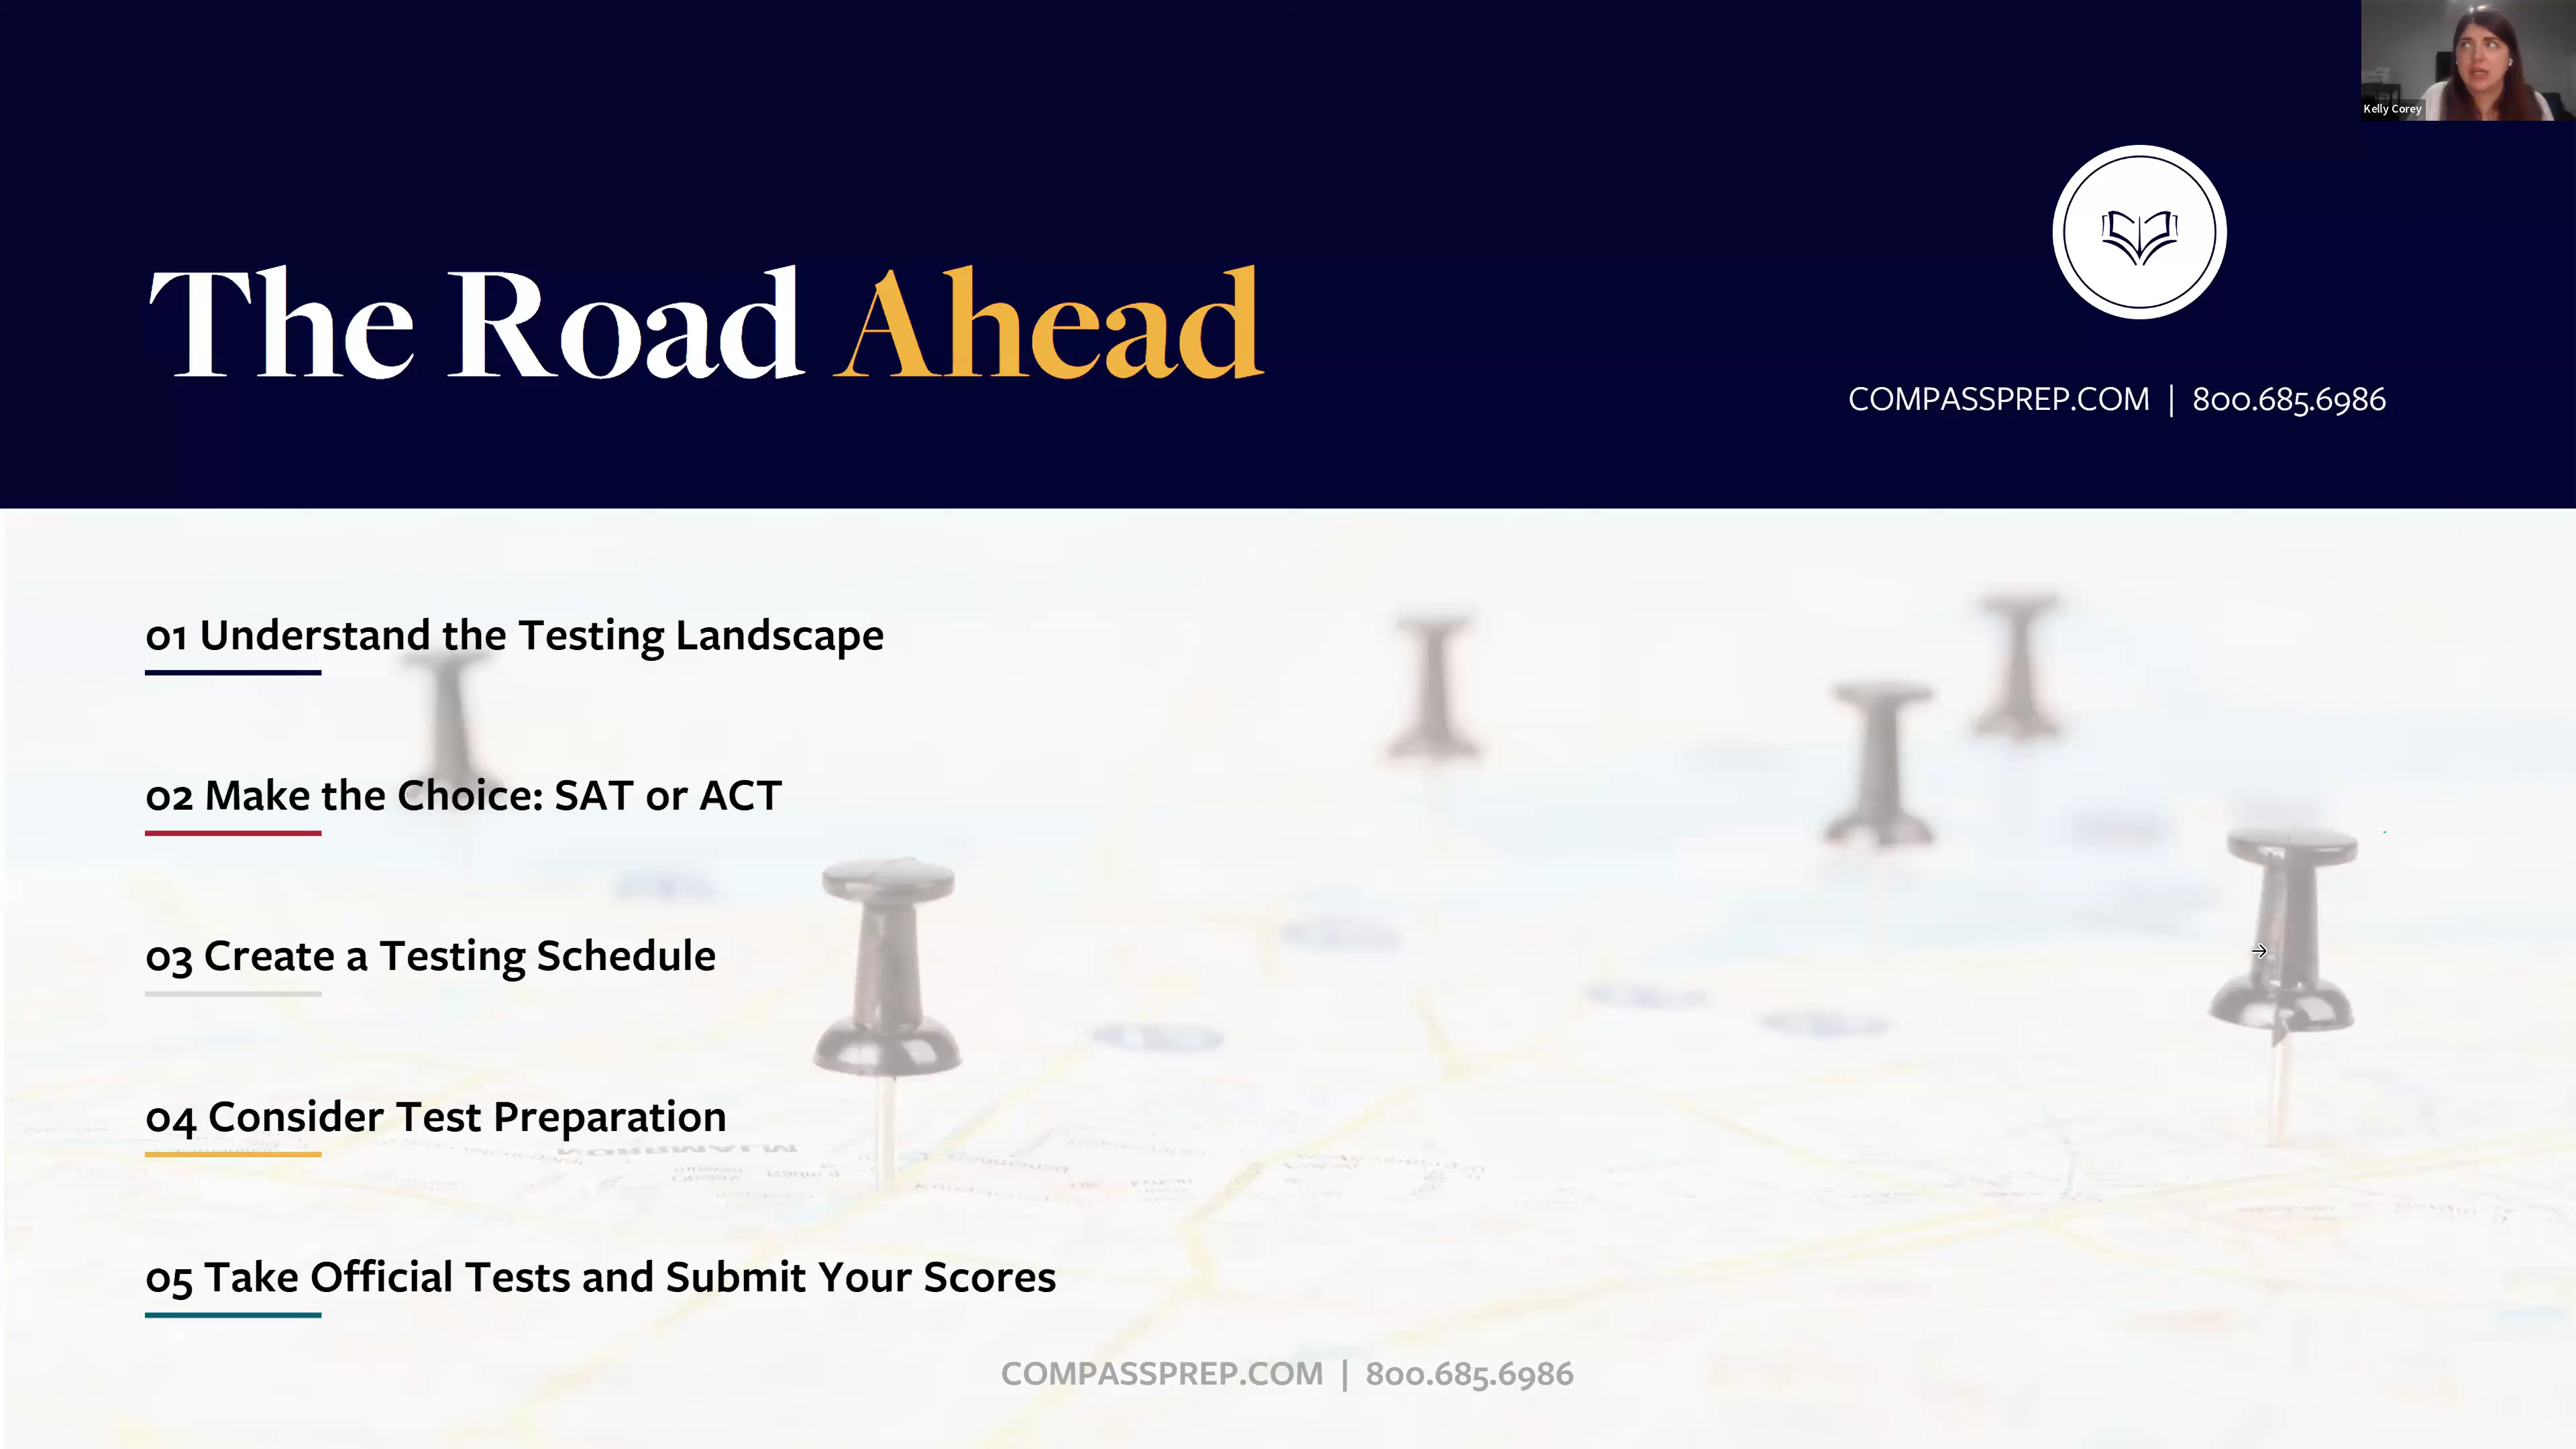 Kelly Corey
The Road Ahead
COMPASSPREP.COM | 800.685.6986
01 Understand the Testing Landscape
02 Make the Choice: SAT or ACT
03 Create a Testing Schedule
04 Consider Test Preparation
NORRMALM
05 Take Official Tests and Submit Your Scores
COMPASSPREP.COM | 800.685.6986